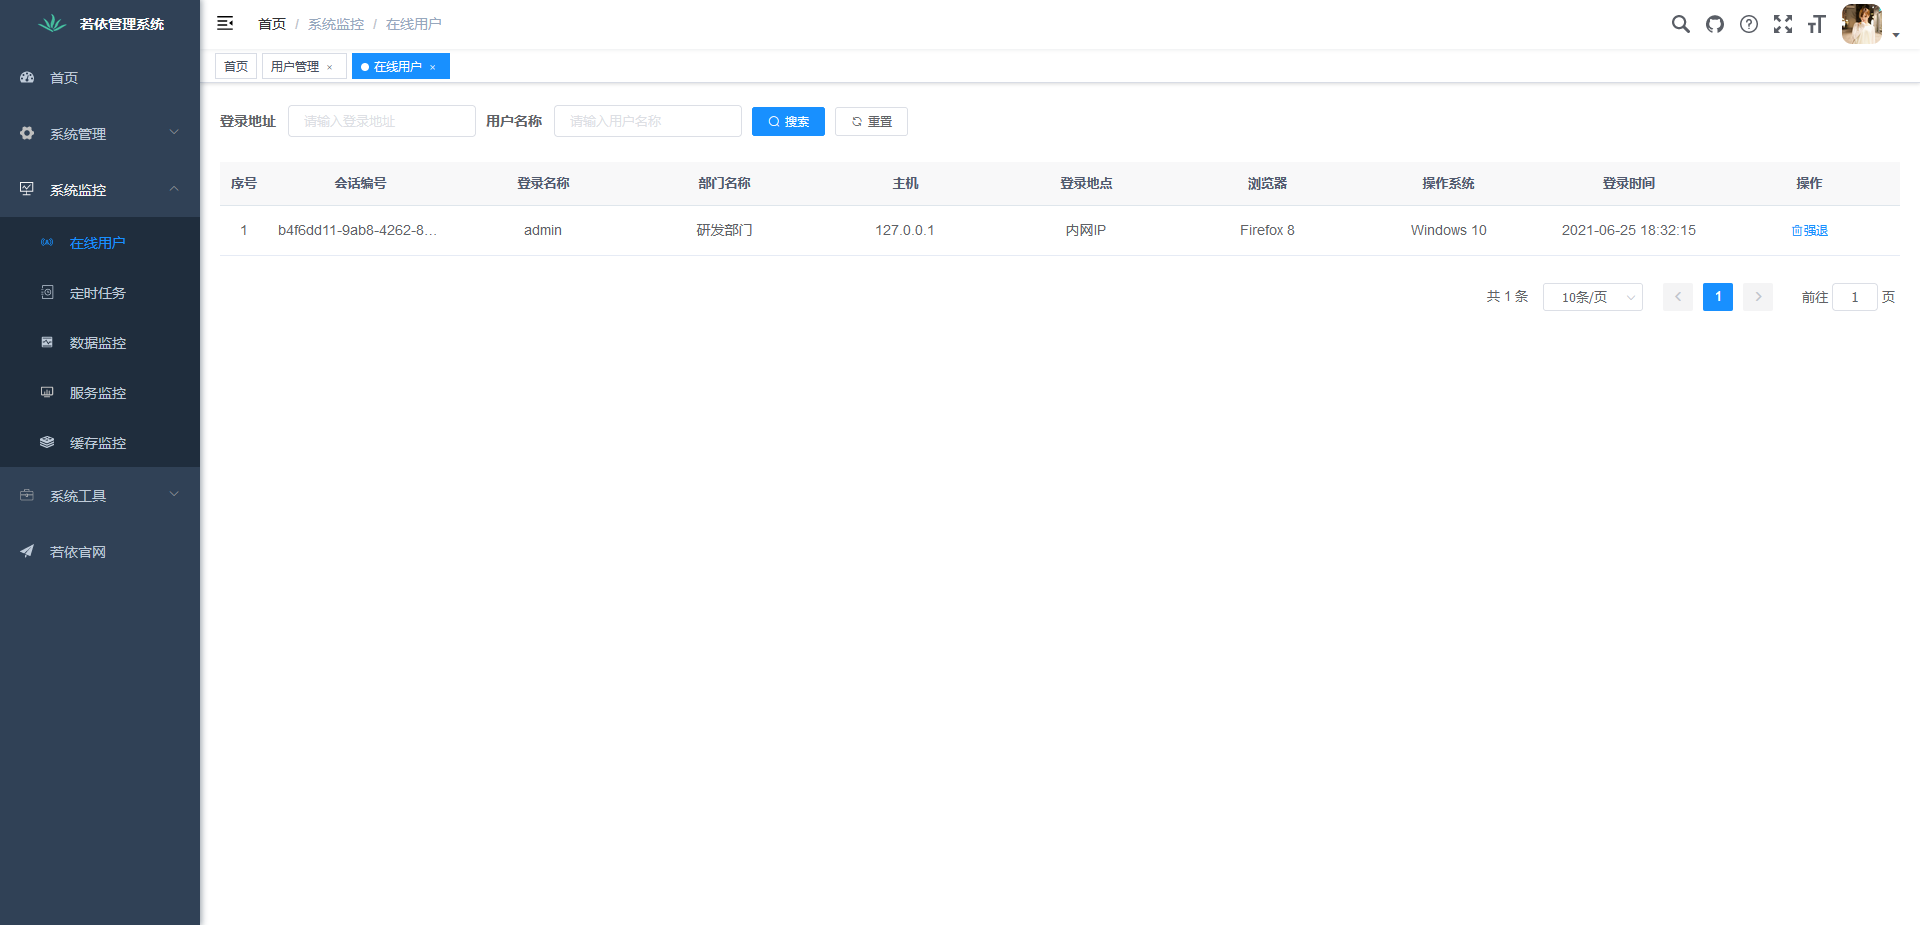 若依管理系统
首页
系统管理
系统监控
在线用户
定时任务
数据监控
服务监控
缓存监控
系统工具
若依官网
首页 / 系统监控 / 在线用户
首页 用户管理 × 在线用户 ×
登录地址 请输入登录地址 用户名称 请输入用户名称 搜索 重置
序号 会话编号 登录名称 部门名称 主机 登录地点 浏览器 操作系统 登录时间 操作
1 b4f6dd11-9ab8-4262-8... admin 研发部门 127.0.0.1 内网IP Firefox 8 Windows 10 2021-06-25 18:32:15 强退
共 1 条 10条/页 1 前往 1 页